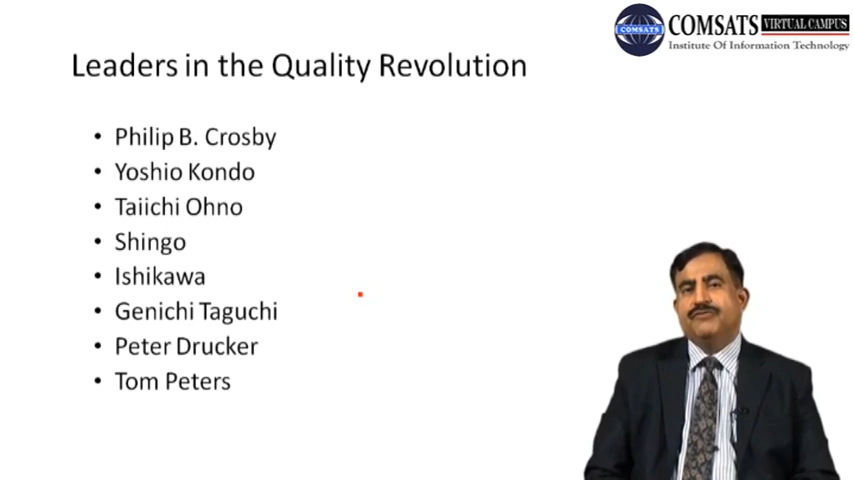 COMSATS VIRTUAL CAMPUS
COMSATS
Institute Of Information Technology
Leaders in the Quality Revolution
• Philip B. Crosby
• Yoshio Kondo
• Taiichi Ohno
• Shingo
• Ishikawa
• Genichi Taguchi
• Peter Drucker
• Tom Peters